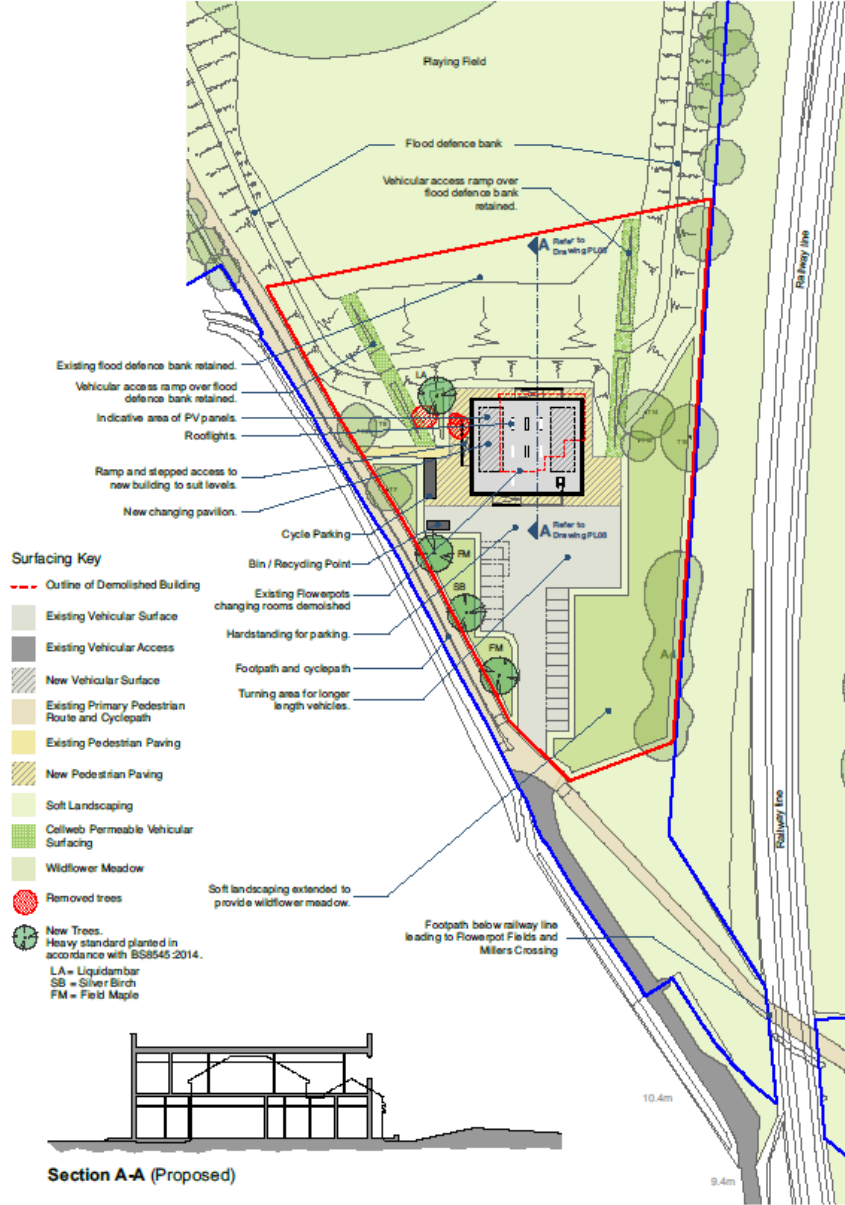 Playing Field
Flood defence bank
Vehicular access ramp over
flood defence bank
retained.
A
Refer to
Drawing PL08
Railway line
Existing flood defence bank retained.
Vehicular access ramp over flood
defence bank retained.
Indicative area of PV panels.
Rooflights.
Ramp and stepped access to
new building to suit levels.
New changing pavilion.
Cycle Parking
Bin / Recycling Point
Existing Flowerpots
changing rooms demolished
Hardstanding for parking.
Footpath and cyclepath
Turning area for longer
length vehicles.
LA
FM
SB
FM
A
Refer to
Drawing PL08
Surfacing Key
Outline of Demolished Building
Existing Vehicular Surface
Existing Vehicular Access
New Vehicular Surface
Existing Primary Pedestrian
Route and Cyclepath
Existing Pedestrian Paving
New Pedestrian Paving
Soft Landscaping
Cellweb Permeable Vehicular
Surfacing
Wildflower Meadow
Removed trees
New Trees.
Heavy standard planted in
accordance with BS8545:2014.
LA = Liquidambar
SB = Silver Birch
FM = Field Maple
Soft landscaping extended to
provide wildflower meadow.
Footpath below railway line
leading to Flowerpot Fields and
Millers Crossing
Railway line
10.4m
9.4m
Section A-A (Proposed)